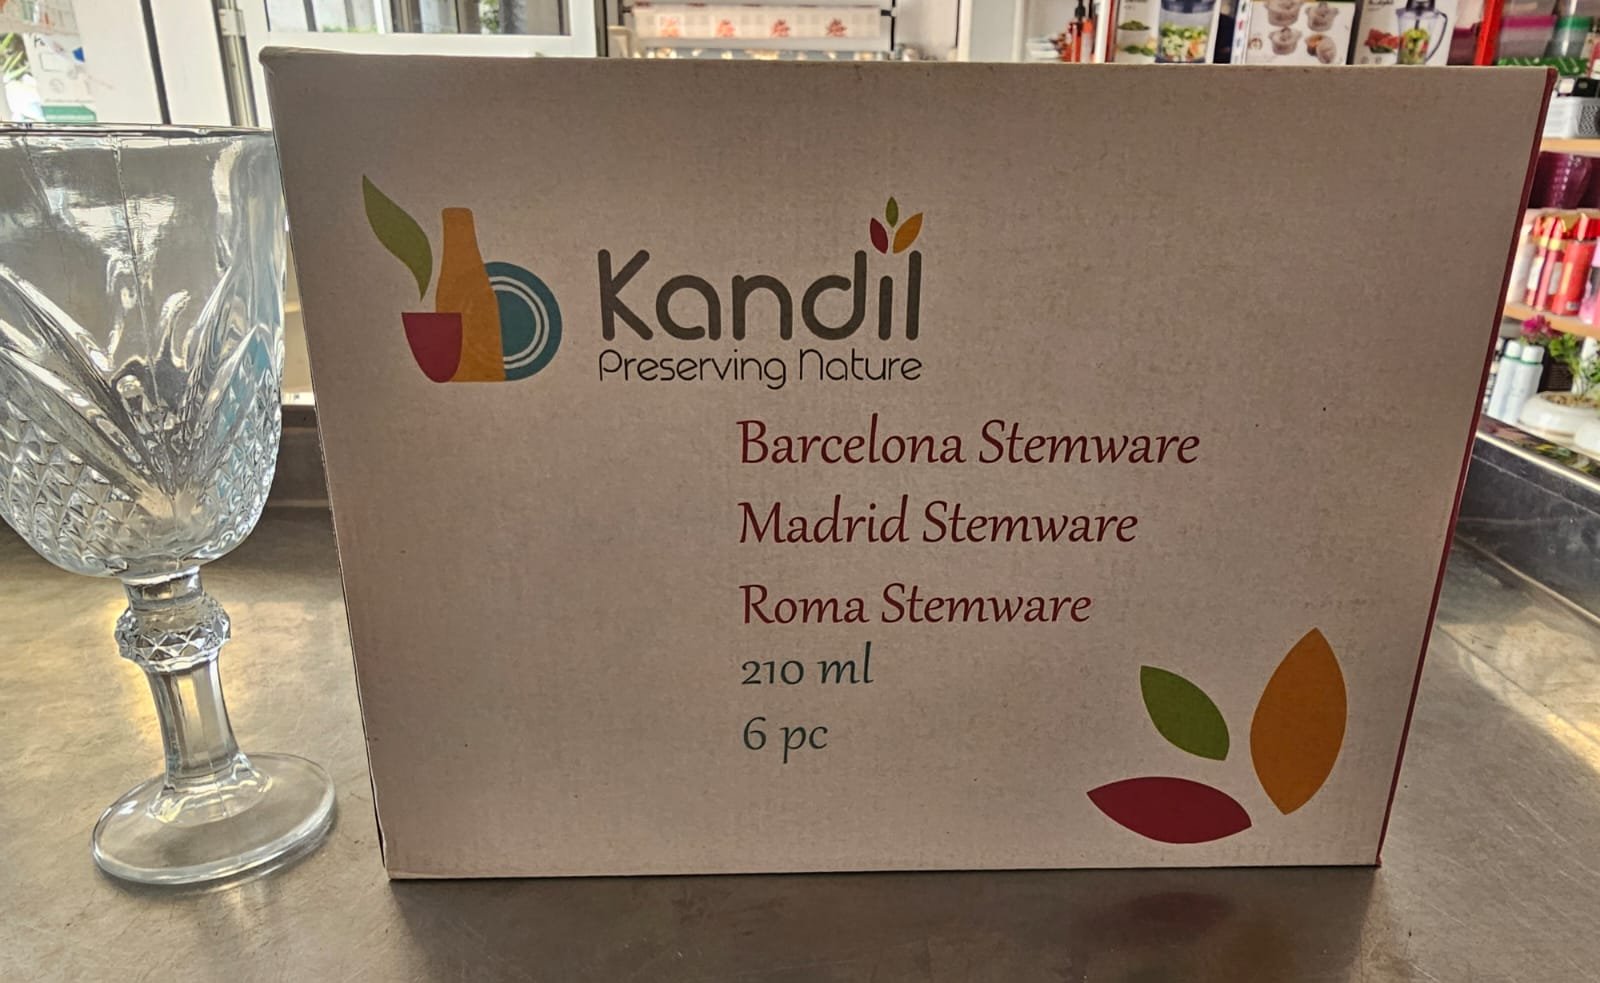 Kandil
Preserving Nature
Barcelona Stemware
Madrid Stemware
Roma Stemware
210 ml
6 pc